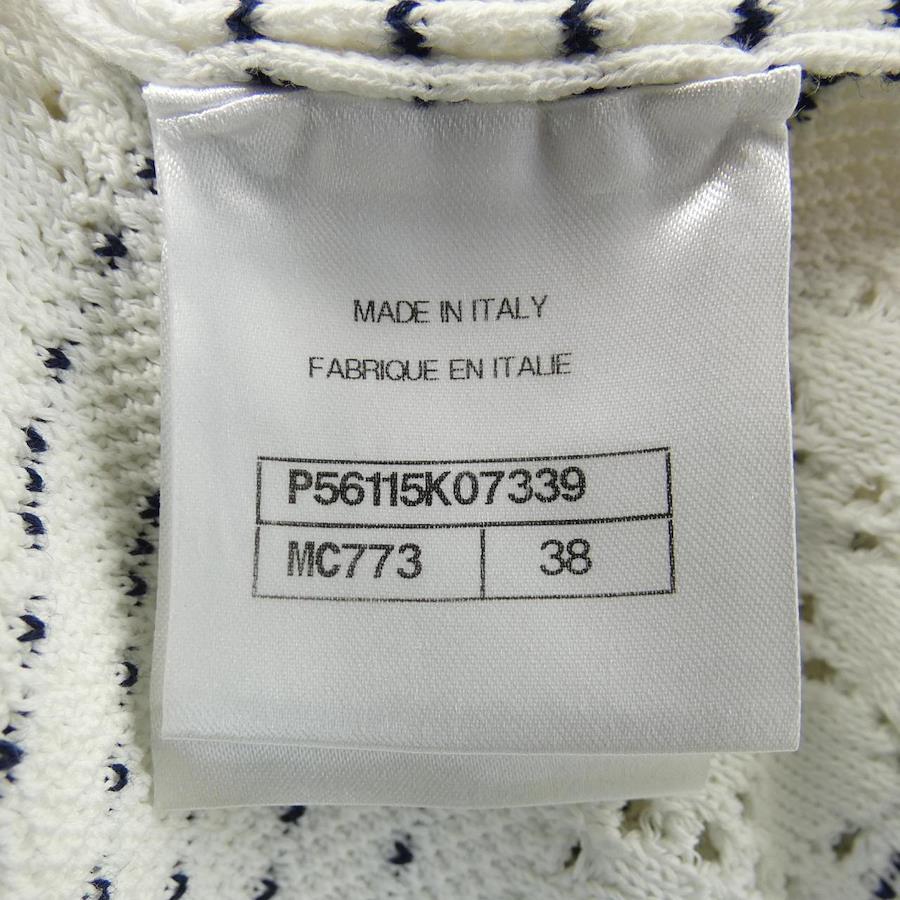 MADE IN ITALY
FABRIQUE EN ITALIE
P56115K07339
MC773 38